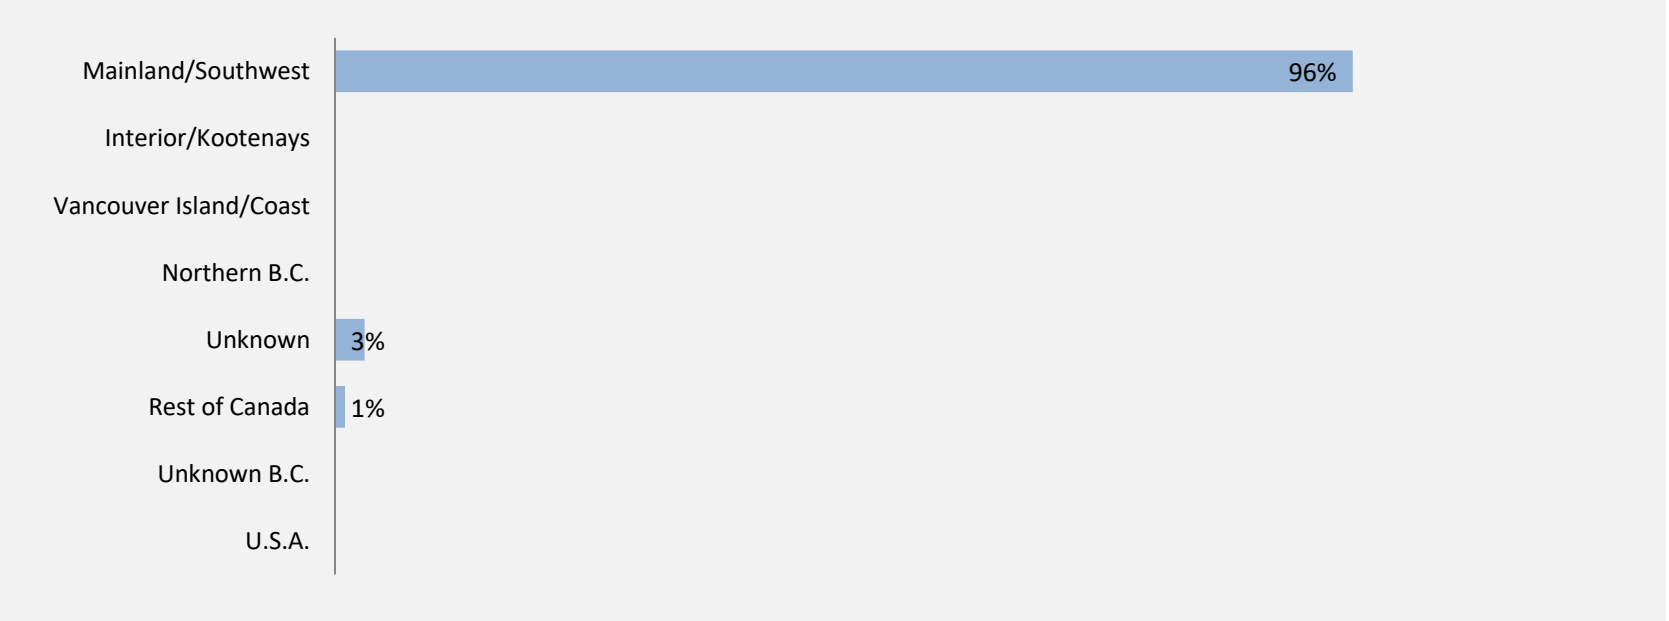 Mainland/Southwest 96%
Interior/Kootenays
Vancouver Island/Coast
Northern B.C.
Unknown 3%
Rest of Canada 1%
Unknown B.C.
U.S.A.